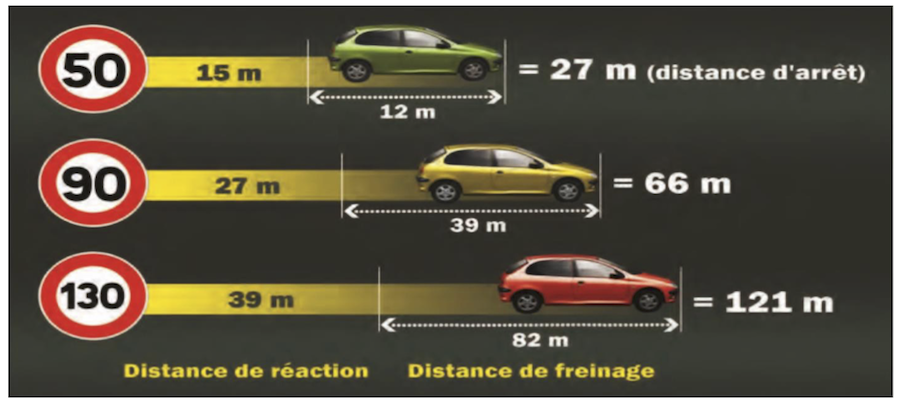 50 15 m = 27 m (distance d'arrêt)
12 m
90 27 m = 66 m
39 m
130 39 m = 121 m
82 m
Distance de réaction Distance de freinage